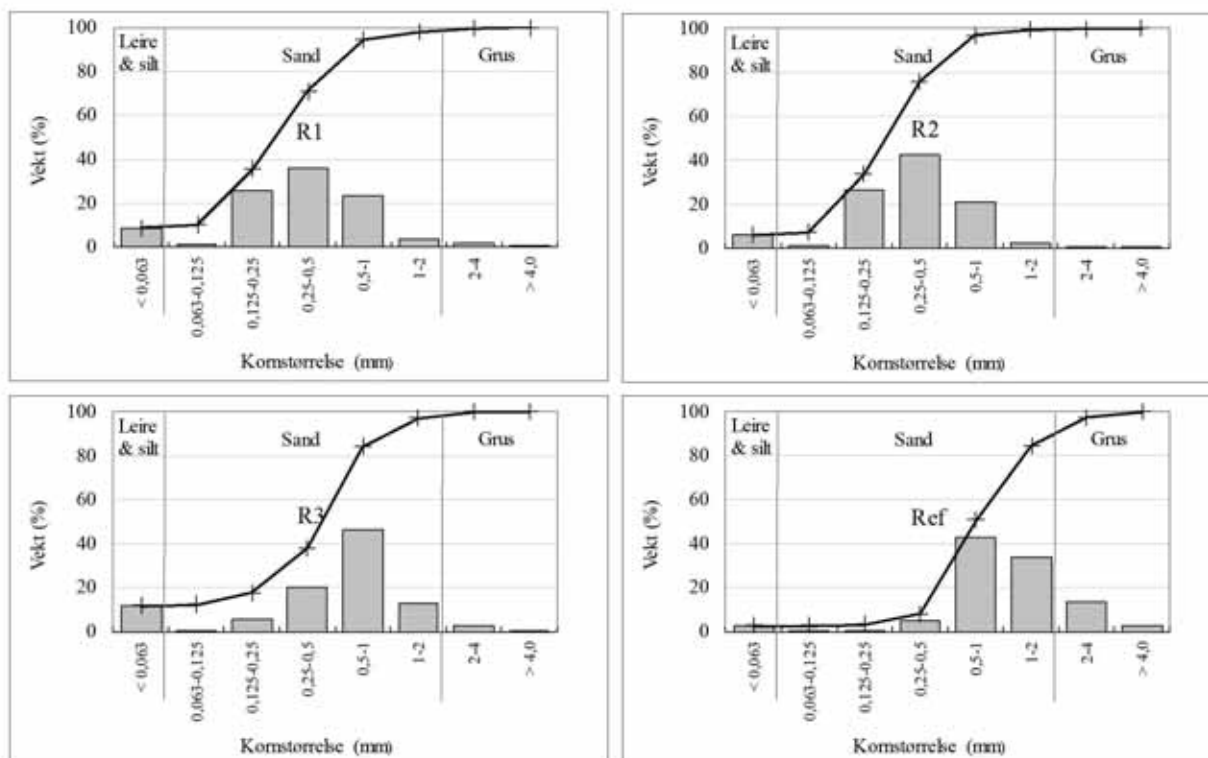 100
80
60
40
20
0
Vekt (%)
Leire
& silt
Sand
Grus
R1
< 0,063
0,063-0,125
0,125-0,25
0,25-0,5
0,5-1
1-2
2-4
> 4,0
Kornstørrelse (mm)
100
80
60
40
20
0
Vekt (%)
Leire
& silt
Sand
Grus
R2
< 0,063
0,063-0,125
0,125-0,25
0,25-0,5
0,5-1
1-2
2-4
> 4,0
Kornstørrelse (mm)
100
80
60
40
20
0
Vekt (%)
Leire
& silt
Sand
Grus
R3
< 0,063
0,063-0,125
0,125-0,25
0,25-0,5
0,5-1
1-2
2-4
> 4,0
Kornstørrelse (mm)
100
80
60
40
20
0
Vekt (%)
Leire
& silt
Sand
Grus
Ref
< 0,063
0,063-0,125
0,125-0,25
0,25-0,5
0,5-1
1-2
2-4
> 4,0
Kornstørrelse (mm)